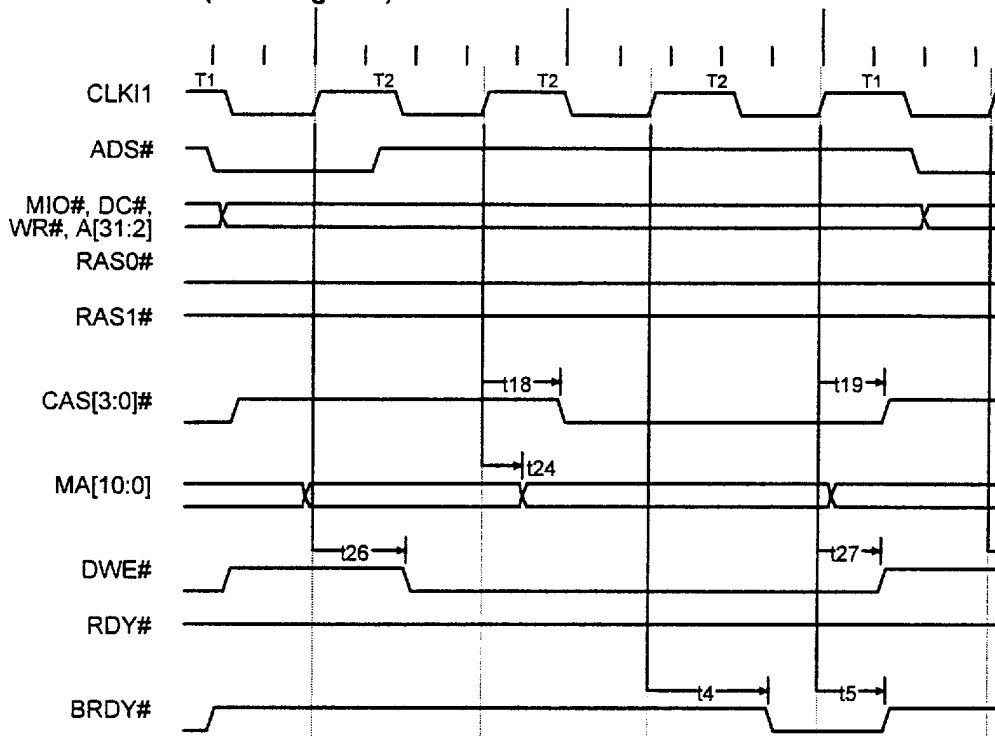 CLKI1
T1
T2
T2
T2
T1
ADS#
MIO#, DC#,
WR#, A[31:2]
RAS0#
RAS1#
CAS[3:0]#
t18
t19
MA[10:0]
t24
DWE#
t26
t27
RDY#
BRDY#
t4
t5